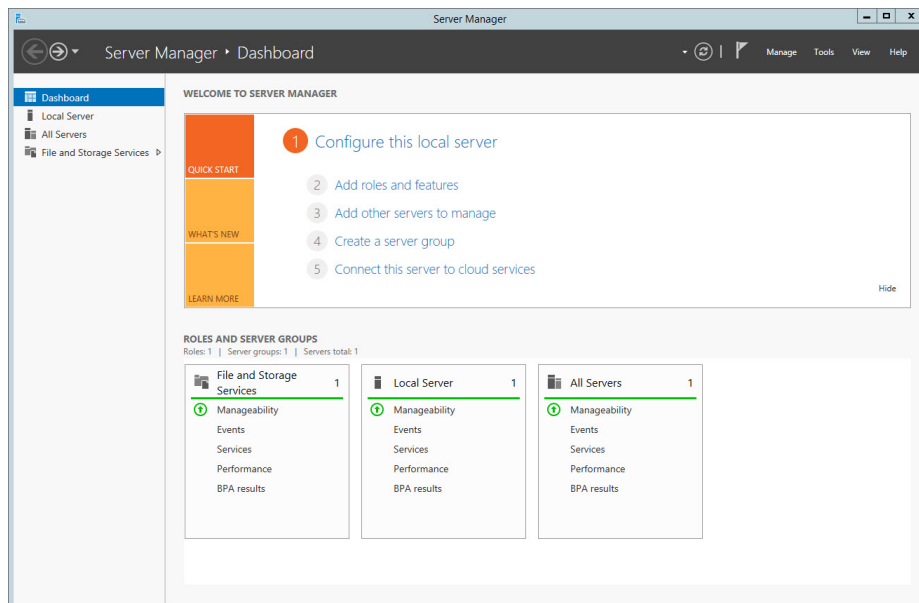 Server Manager
Server Manager • Dashboard
Manage Tools View Help
Dashboard
Local Server
All Servers
File and Storage Services
WELCOME TO SERVER MANAGER
QUICK START
WHAT'S NEW
LEARN MORE
1 Configure this local server
2 Add roles and features
3 Add other servers to manage
4 Create a server group
5 Connect this server to cloud services
Hide
ROLES AND SERVER GROUPS
Roles: 1 | Server groups: 1 | Servers total: 1
File and Storage
Services 1
Manageability
Events
Services
Performance
BPA results
Local Server 1
Manageability
Events
Services
Performance
BPA results
All Servers 1
Manageability
Events
Services
Performance
BPA results